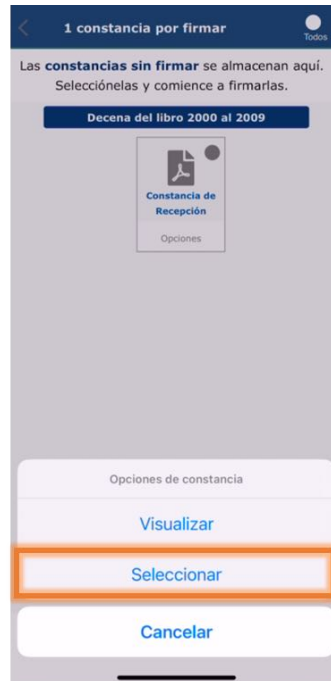 1 constancia por firmar
Todos
Las constancias sin firmar se almacenan aquí.
Selecciónelas y comience a firmarlas.
Decena del libro 2000 al 2009
Constancia de
Recepción
Opciones
Opciones de constancia
Visualizar
Seleccionar
Cancelar